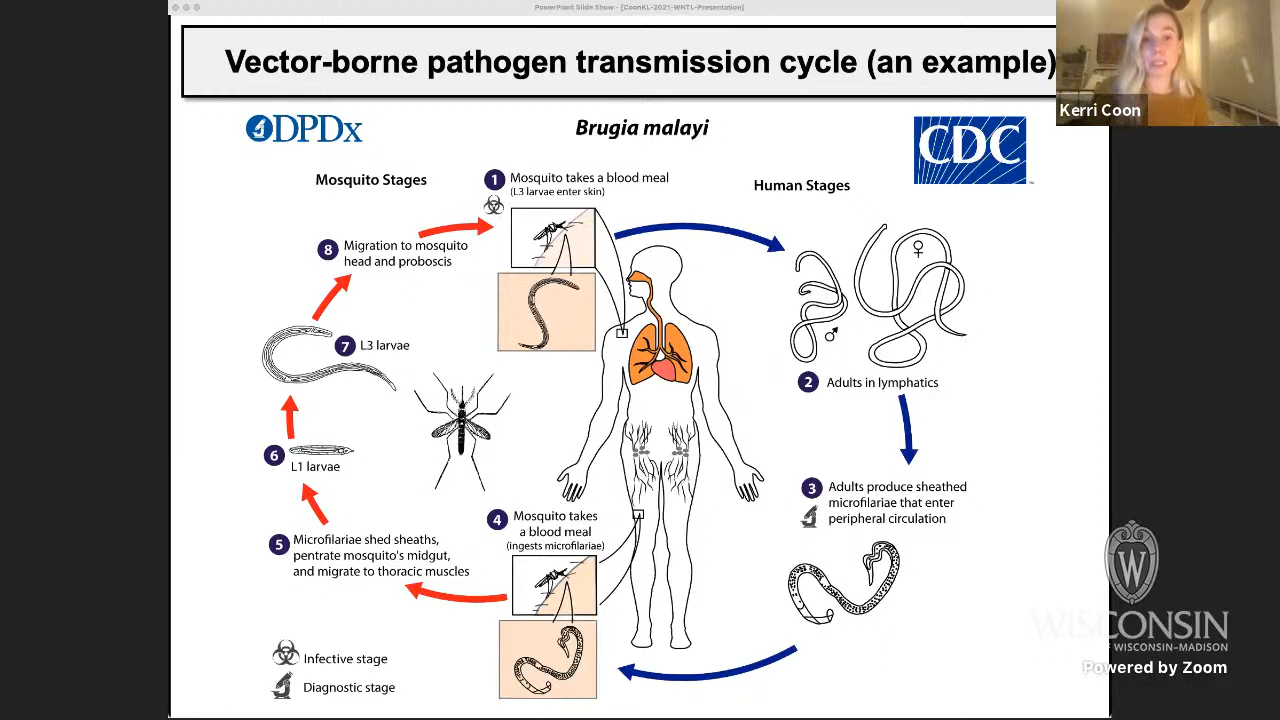 PowerPoint Slide Show - [CoonKL-2021-WNTL-Presentation]
Vector-borne pathogen transmission cycle (an example)
Kerri Coon
DPDx
Brugia malayi
CDC
TM
Mosquito Stages
Human Stages
1 Mosquito takes a blood meal
(L3 larvae enter skin)
8 Migration to mosquito
head and proboscis
♀
♂
7 L3 larvae
2 Adults in lymphatics
6
L1 larvae
3 Adults produce sheathed
microfilariae that enter
peripheral circulation
4 Mosquito takes
a blood meal
(ingests microfilariae)
5 Microfilariae shed sheaths,
pentrate mosquito's midgut,
and migrate to thoracic muscles
Infective stage
Diagnostic stage
W
WISCONSIN
OF WISCONSIN–MADISON
Powered by Zoom